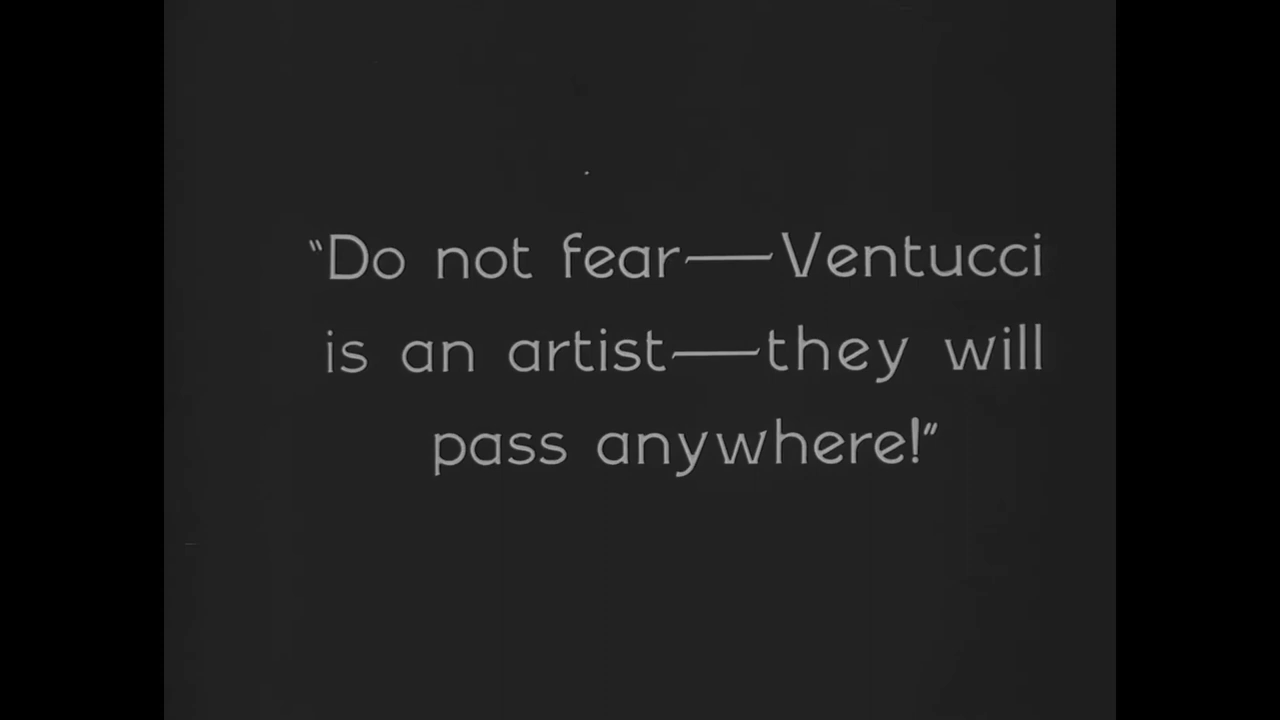 "Do not fear—Ventucci
is an artist—they will
pass anywhere!"